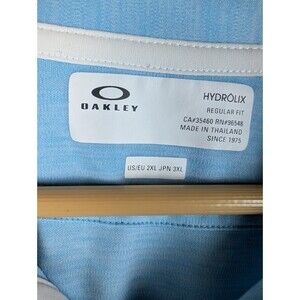 OAKLEY
HYDROLIX
REGULAR FIT
CA#35460 RN#96548
MADE IN THAILAND
SINCE 1975
US/EU 2XL JPN 3XL